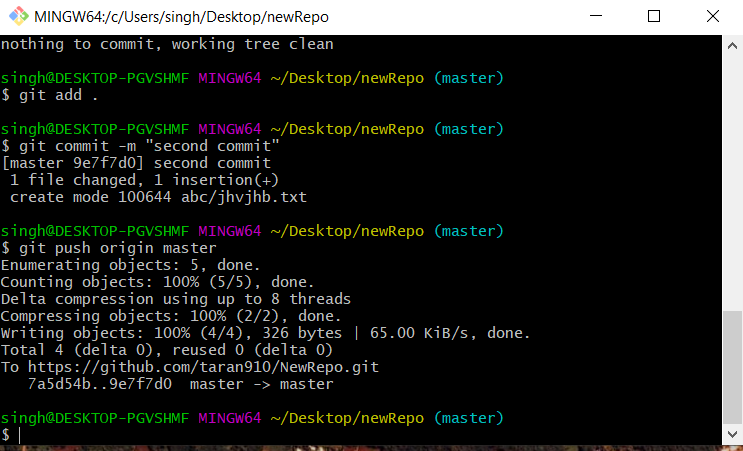 MINGW64:/c/Users/singh/Desktop/newRepo
nothing to commit, working tree clean
singh@DESKTOP-PGVSHMF MINGW64 ~/Desktop/newRepo (master)
$ git add .
singh@DESKTOP-PGVSHMF MINGW64 ~/Desktop/newRepo (master)
$ git commit -m "second commit"
[master 9e7f7d0] second commit
 1 file changed, 1 insertion(+)
 create mode 100644 abc/jhvjhb.txt
singh@DESKTOP-PGVSHMF MINGW64 ~/Desktop/newRepo (master)
$ git push origin master
Enumerating objects: 5, done.
Counting objects: 100% (5/5), done.
Delta compression using up to 8 threads
Compressing objects: 100% (2/2), done.
Writing objects: 100% (4/4), 326 bytes | 65.00 KiB/s, done.
Total 4 (delta 0), reused 0 (delta 0)
To https://github.com/taran910/NewRepo.git
   7a5d54b..9e7f7d0  master -> master
singh@DESKTOP-PGVSHMF MINGW64 ~/Desktop/newRepo (master)
$